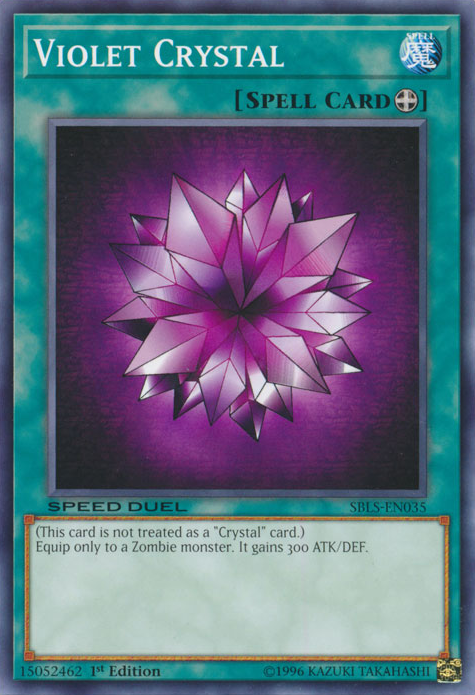 VIOLET CRYSTAL
SPELL
魔
[SPELL CARD]
SPEED DUEL
SBLS-EN035
(This card is not treated as a "Crystal" card.)
Equip only to a Zombie monster. It gains 300 ATK/DEF.
15052462 1st Edition
©1996 KAZUKI TAKAHASHI